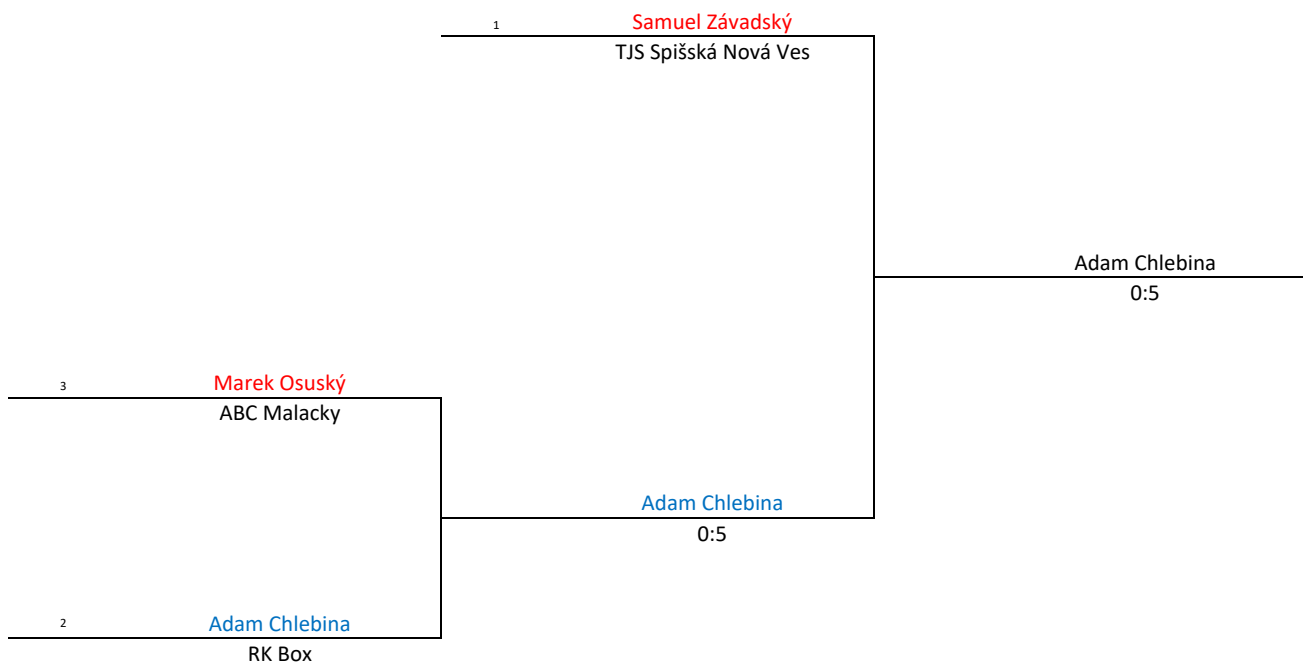 1
Samuel Závadský
TJS Spišská Nová Ves
Adam Chlebina
0:5
3
Marek Osuský
ABC Malacky
Adam Chlebina
0:5
2
Adam Chlebina
RK Box